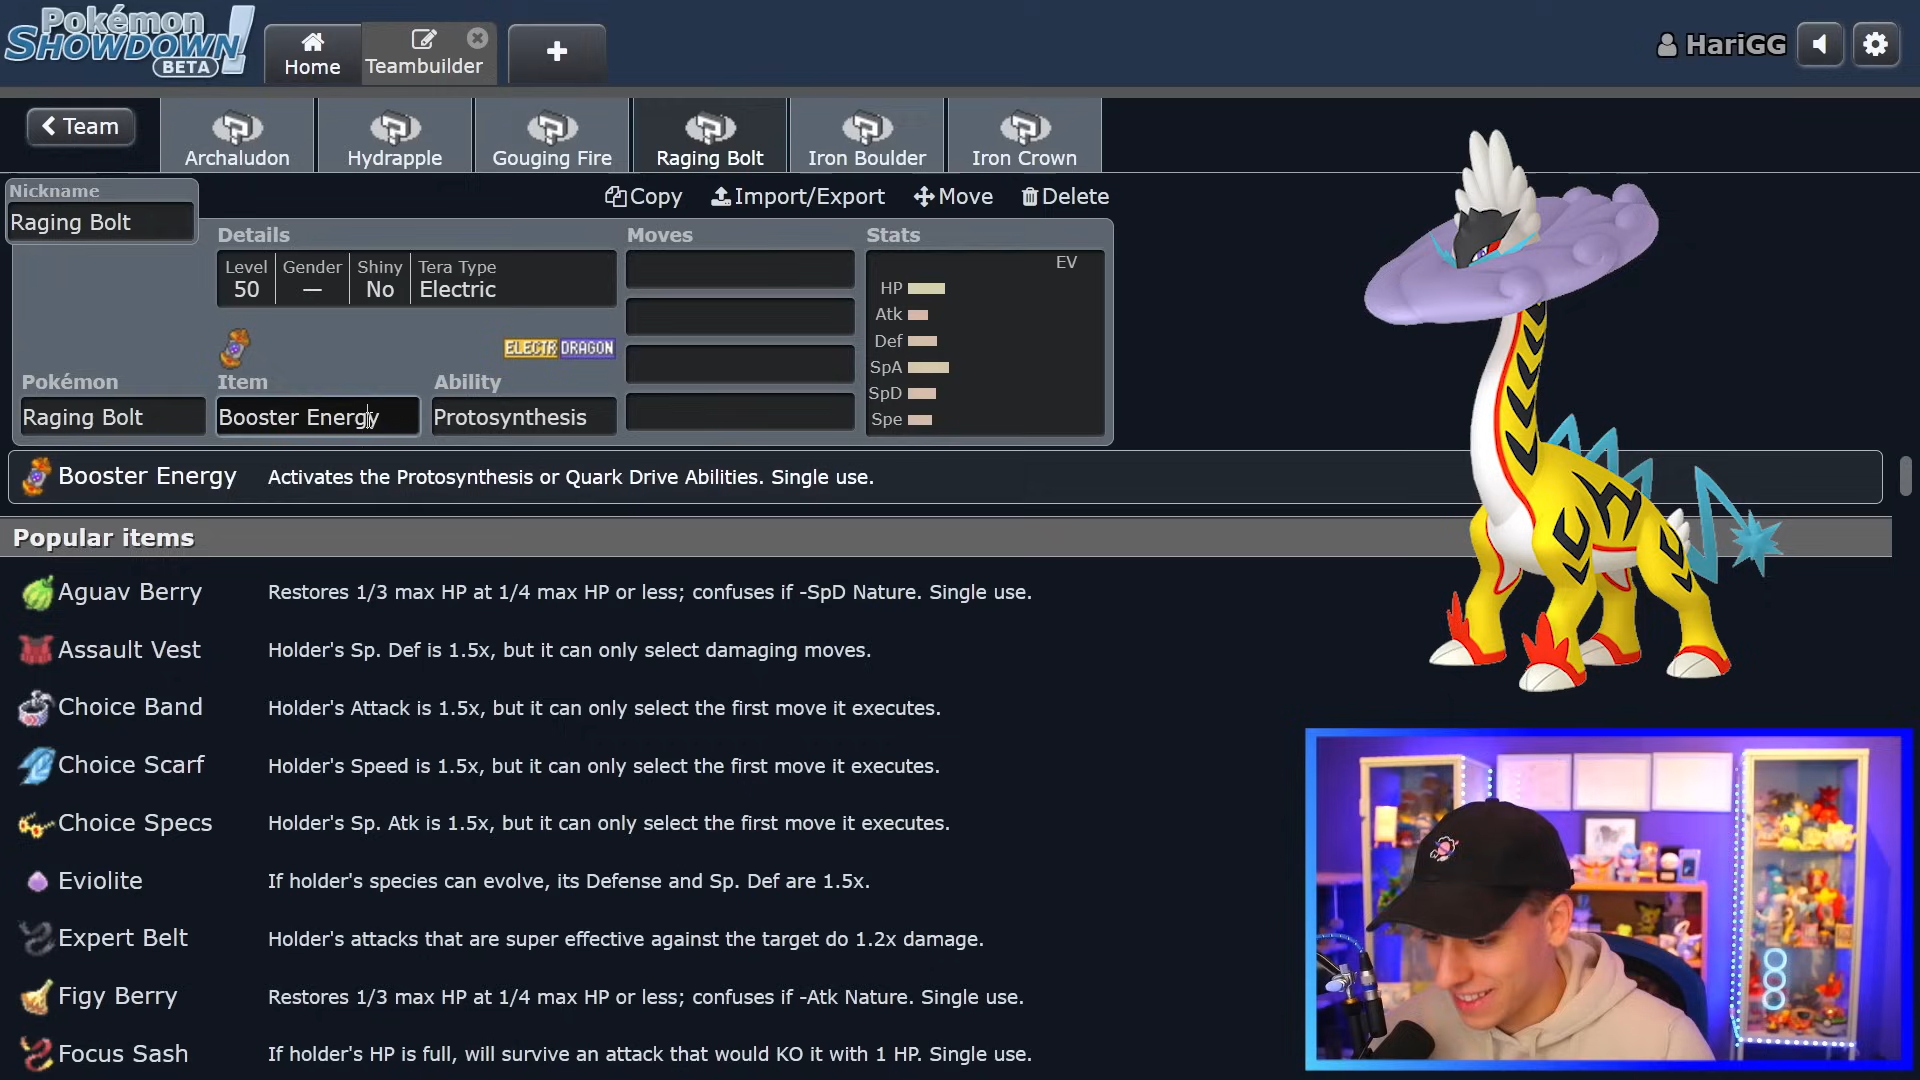 Pokémon
SHOWDOWN!
BETA
Home
Teambuilder
HariGG
Team
Archaludon
Hydrapple
Gouging Fire
Raging Bolt
Iron Boulder
Iron Crown
Nickname
Raging Bolt
Copy
Import/Export
Move
Delete
Details
Moves
Stats
Level
50
Gender
—
Shiny
No
Tera Type
Electric
EV
HP
Atk
Def
SpA
SpD
Spe
ELECTR DRAGON
Pokémon
Raging Bolt
Item
Booster Energy
Ability
Protosynthesis
Booster Energy Activates the Protosynthesis or Quark Drive Abilities. Single use.
Popular items
Aguav Berry Restores 1/3 max HP at 1/4 max HP or less; confuses if -SpD Nature. Single use.
Assault Vest Holder's Sp. Def is 1.5x, but it can only select damaging moves.
Choice Band Holder's Attack is 1.5x, but it can only select the first move it executes.
Choice Scarf Holder's Speed is 1.5x, but it can only select the first move it executes.
Choice Specs Holder's Sp. Atk is 1.5x, but it can only select the first move it executes.
Eviolite If holder's species can evolve, its Defense and Sp. Def are 1.5x.
Expert Belt Holder's attacks that are super effective against the target do 1.2x damage.
Figy Berry Restores 1/3 max HP at 1/4 max HP or less; confuses if -Atk Nature. Single use.
Focus Sash If holder's HP is full, will survive an attack that would KO it with 1 HP. Single use.